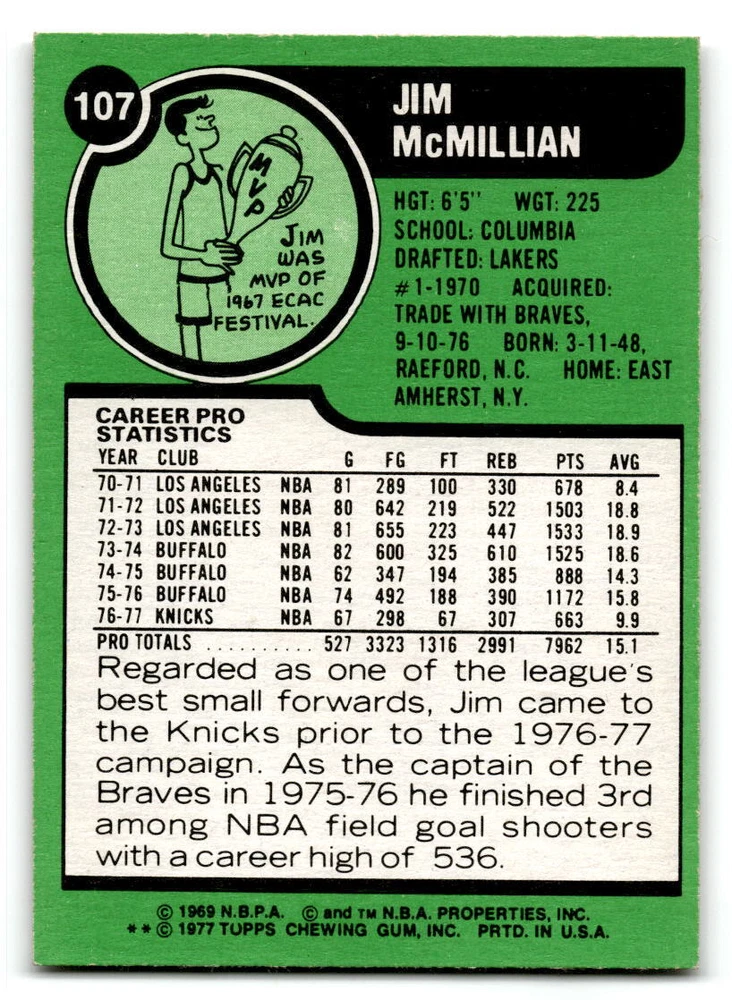 107
JIM
McMILLIAN
MVP
JIM
WAS
MVP OF
1967 ECAC
FESTIVAL.
HGT: 6'5" WGT: 225
SCHOOL: COLUMBIA
DRAFTED: LAKERS
#1-1970 ACQUIRED:
TRADE WITH BRAVES,
9-10-76 BORN: 3-11-48,
RAEFORD, N.C. HOME: EAST
AMHERST, N.Y.
CAREER PRO
STATISTICS
YEAR CLUB G FG FT REB PTS AVG
70-71 LOS ANGELES NBA 81 289 100 330 678 8.4
71-72 LOS ANGELES NBA 80 642 219 522 1503 18.8
72-73 LOS ANGELES NBA 81 655 223 447 1533 18.9
73-74 BUFFALO NBA 82 600 325 610 1525 18.6
74-75 BUFFALO NBA 62 347 194 385 888 14.3
75-76 BUFFALO NBA 74 492 188 390 1172 15.8
76-77 KNICKS NBA 67 298 67 307 663 9.9
PRO TOTALS .......... 527 3323 1316 2991 7962 15.1
Regarded as one of the league's
best small forwards, Jim came to
the Knicks prior to the 1976-77
campaign. As the captain of the
Braves in 1975-76 he finished 3rd
among NBA field goal shooters
with a career high of 536.
© 1969 N.B.P.A. © and TM N.B.A. PROPERTIES, INC.
**© 1977 TOPPS CHEWING GUM, INC. PRTD. IN U.S.A.